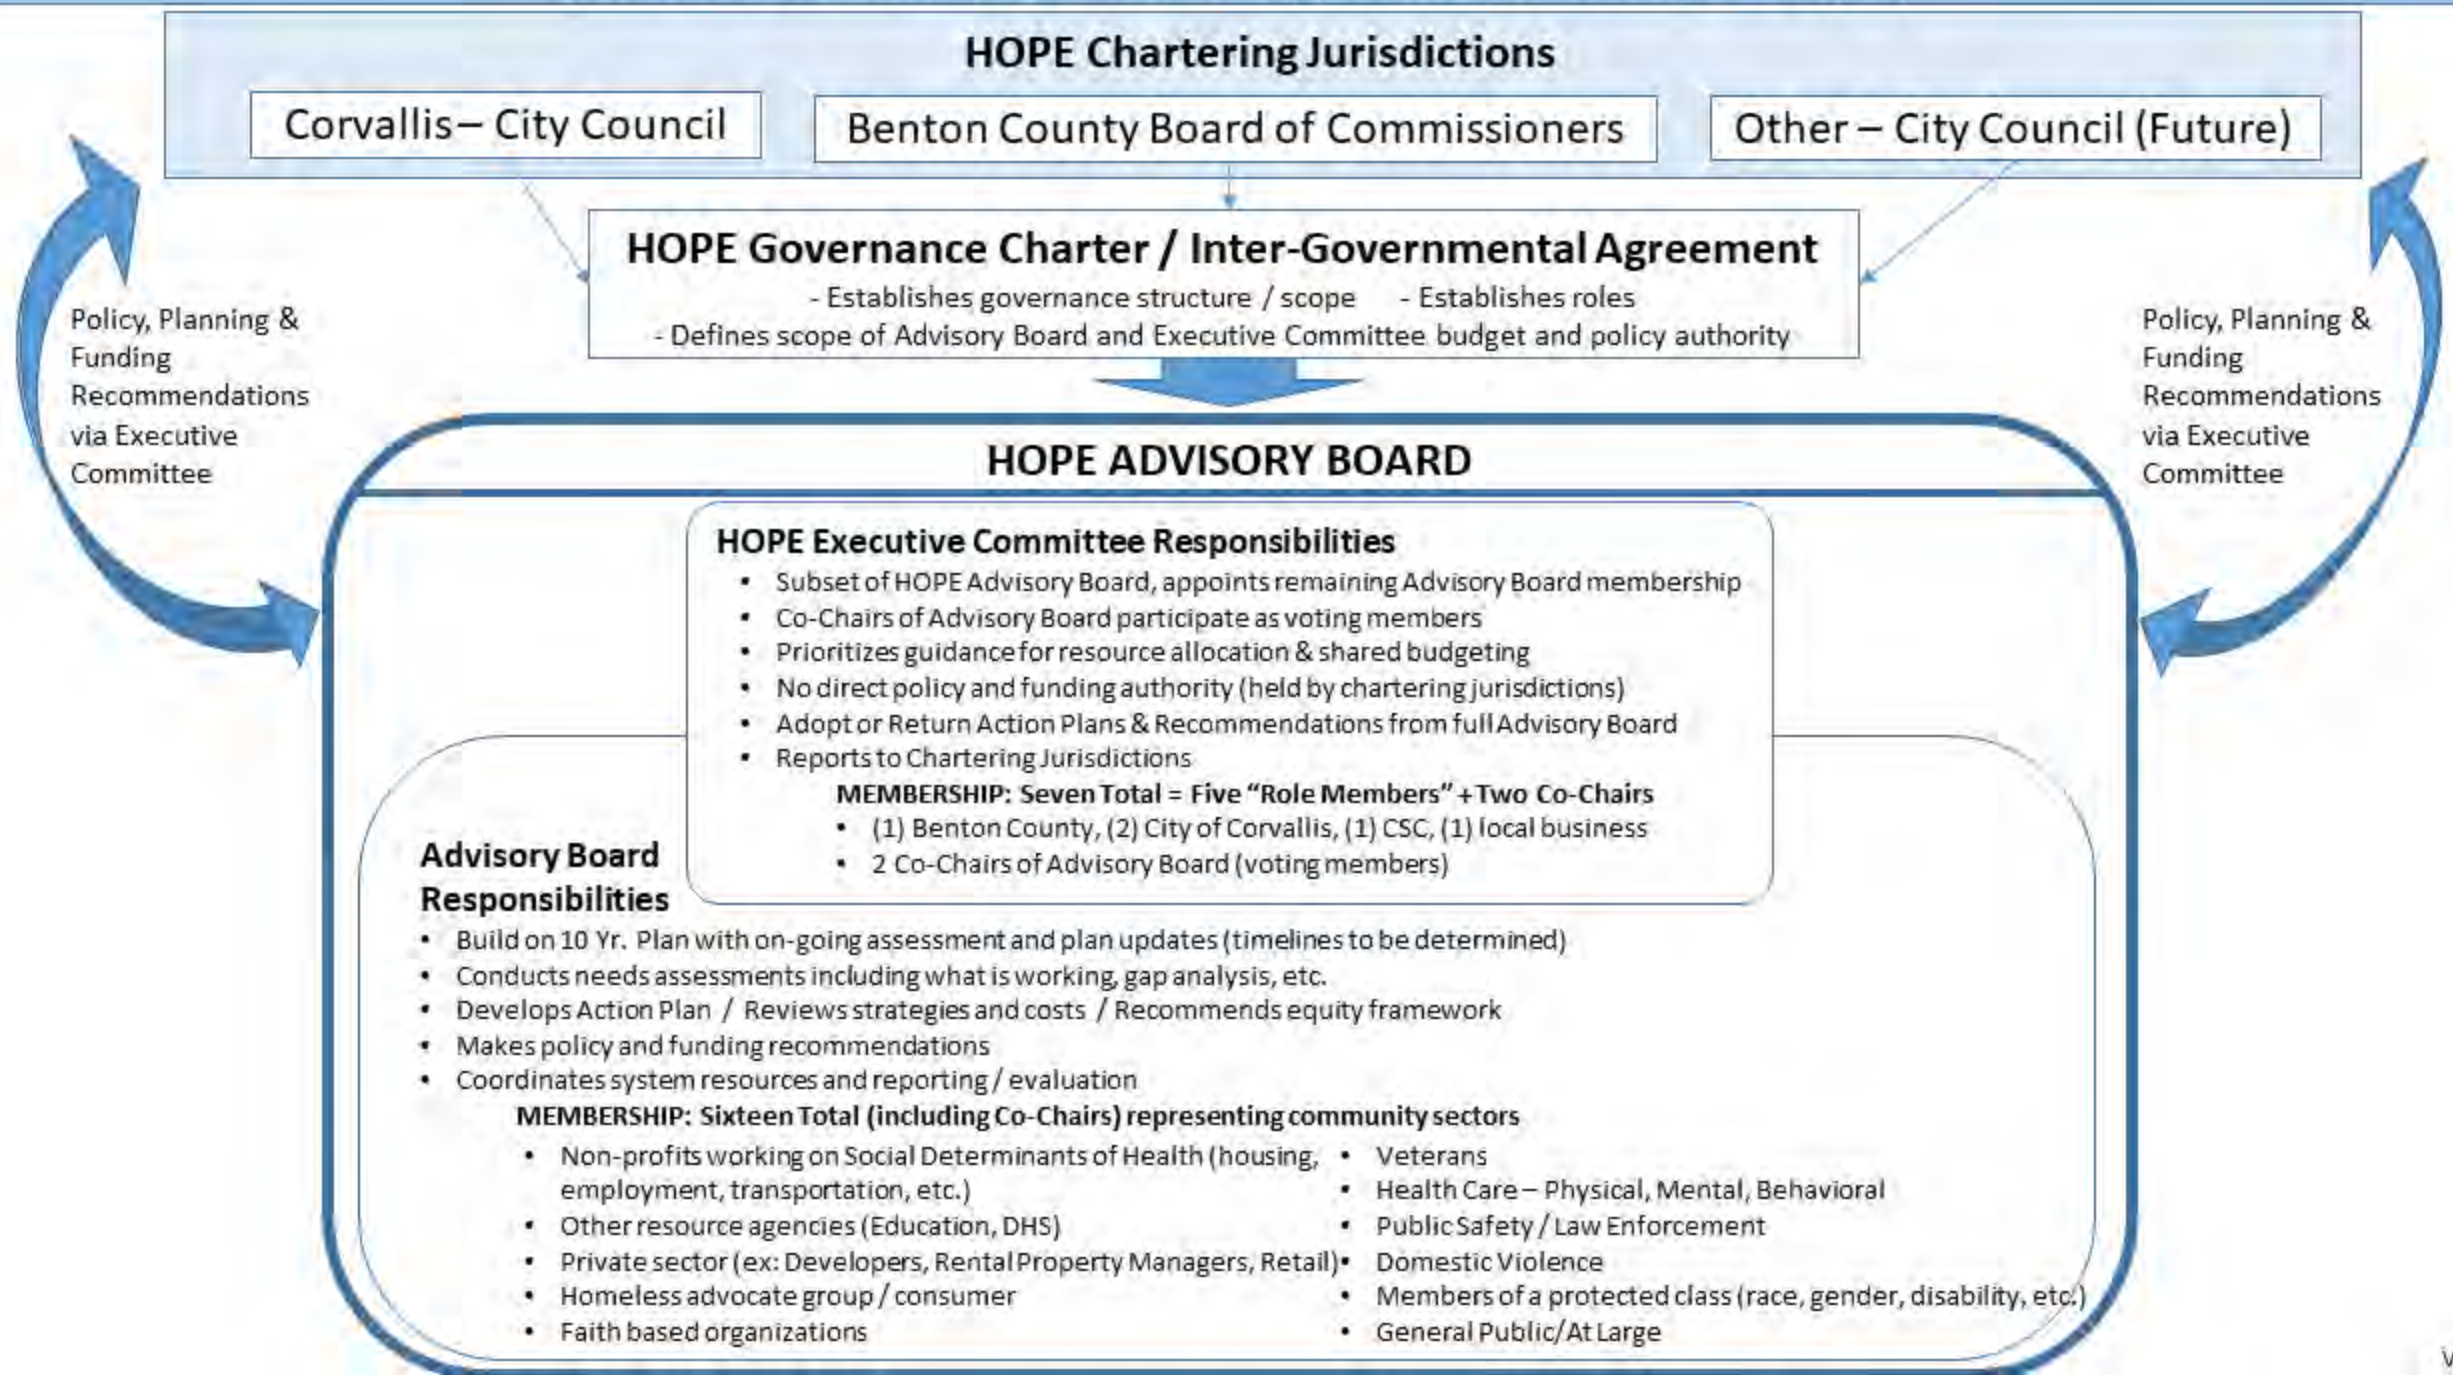 HOPE Chartering Jurisdictions
Corvallis – City Council
Benton County Board of Commissioners
Other – City Council (Future)
HOPE Governance Charter / Inter-Governmental Agreement
- Establishes governance structure / scope - Establishes roles
- Defines scope of Advisory Board and Executive Committee budget and policy authority
Policy, Planning &
Funding
Recommendations
via Executive
Committee
Policy, Planning &
Funding
Recommendations
via Executive
Committee
HOPE ADVISORY BOARD
HOPE Executive Committee Responsibilities
• Subset of HOPE Advisory Board, appoints remaining Advisory Board membership
• Co-Chairs of Advisory Board participate as voting members
• Prioritizes guidance for resource allocation & shared budgeting
• No direct policy and funding authority (held by chartering jurisdictions)
• Adopt or Return Action Plans & Recommendations from full Advisory Board
• Reports to Chartering Jurisdictions
MEMBERSHIP: Seven Total = Five “Role Members” + Two Co-Chairs
• (1) Benton County, (2) City of Corvallis, (1) CSC, (1) local business
• 2 Co-Chairs of Advisory Board (voting members)
Advisory Board
Responsibilities
• Build on 10 Yr. Plan with on-going assessment and plan updates (timelines to be determined)
• Conducts needs assessments including what is working, gap analysis, etc.
• Develops Action Plan / Reviews strategies and costs / Recommends equity framework
• Makes policy and funding recommendations
• Coordinates system resources and reporting / evaluation
MEMBERSHIP: Sixteen Total (including Co-Chairs) representing community sectors
• Non-profits working on Social Determinants of Health (housing,
employment, transportation, etc.)
• Other resource agencies (Education, DHS)
• Private sector (ex: Developers, Rental Property Managers, Retail)
• Homeless advocate group / consumer
• Faith based organizations
• Veterans
• Health Care – Physical, Mental, Behavioral
• Public Safety / Law Enforcement
• Domestic Violence
• Members of a protected class (race, gender, disability, etc.)
• General Public/At Large